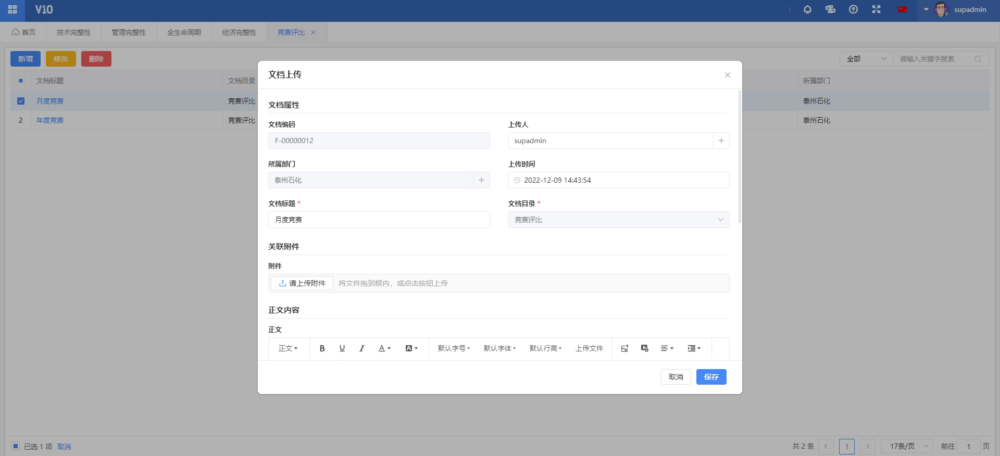 V10
supadmin
首页 技术完整性 管理完整性 全生命周期 经济完整性 竞赛评比
新增 修改 删除
全部 请输入关键字搜索
文档标题 文档目录 所属部门
月度竞赛 竞赛评比 泰州石化
2 年度竞赛 竞赛评比 泰州石化
文档上传
文档属性
文档编码 上传人
F-00000012 supadmin
所属部门 上传时间
泰州石化 2022-12-09 14:43:54
文档标题 * 文档目录 *
月度竞赛 竞赛评比
关联附件
附件
请上传附件 将文件拖到框内，或点击按钮上传
正文内容
正文
正文 B U I A A 默认字号 默认字体 默认行高 上传文件
取消 保存
已选 1 项 取消
共 2 条 1 17条/页 前往 1 页